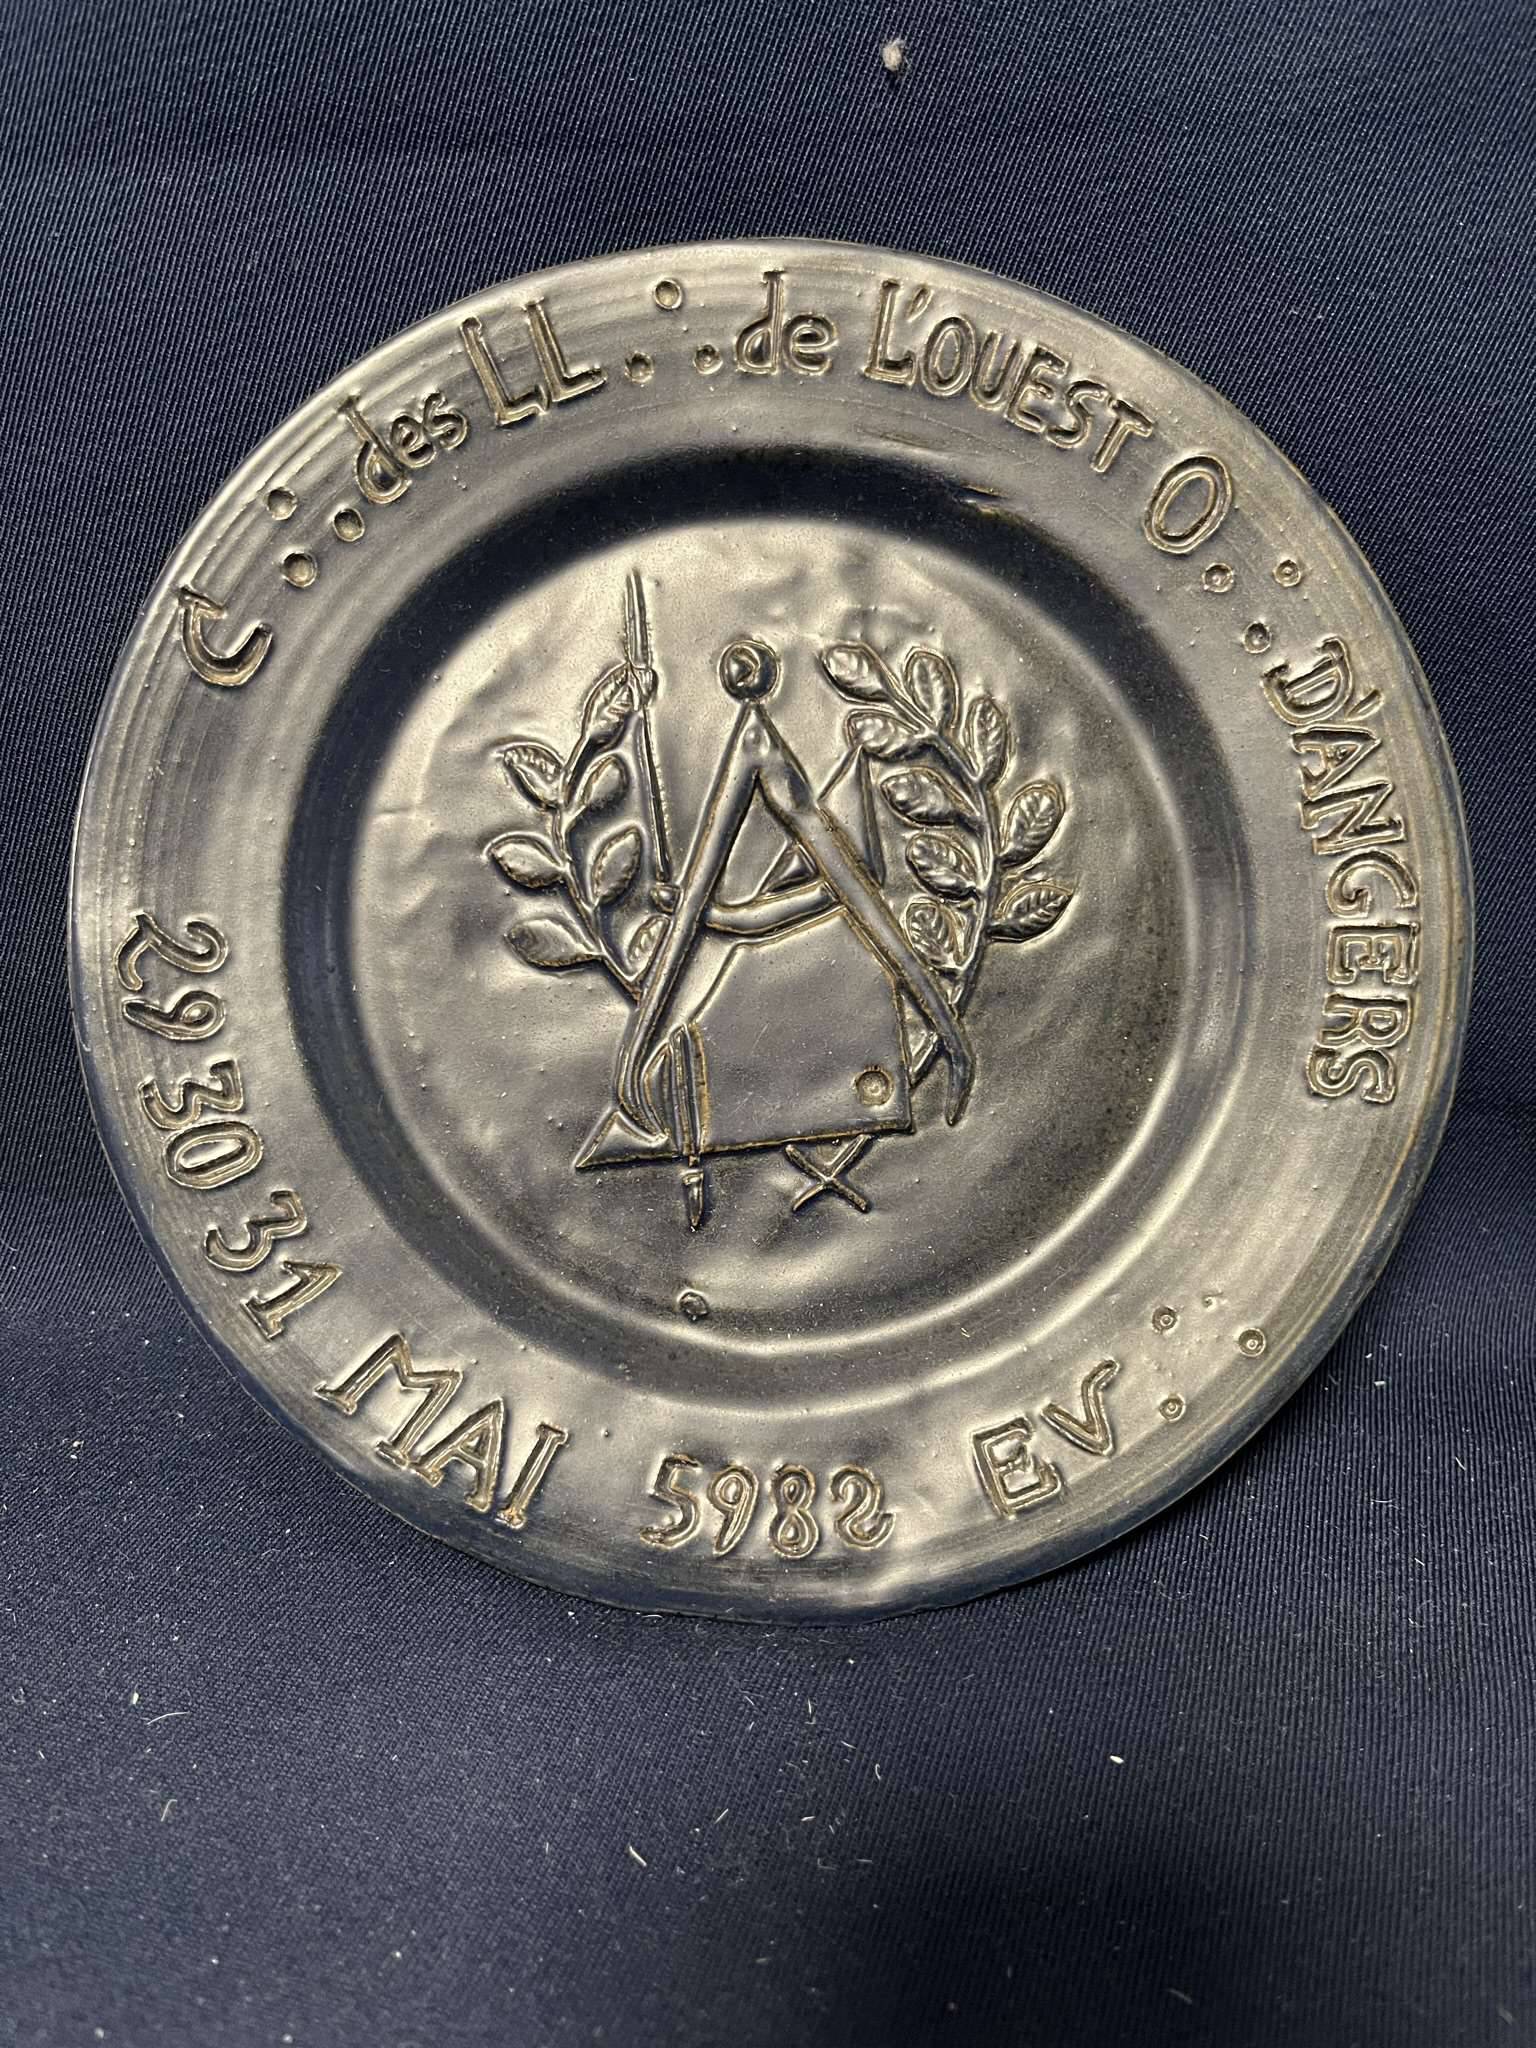 C∴ des LL∴ de L'OUEST O∴ D'ANGERS
29 30 31 MAI 5982 EV∴